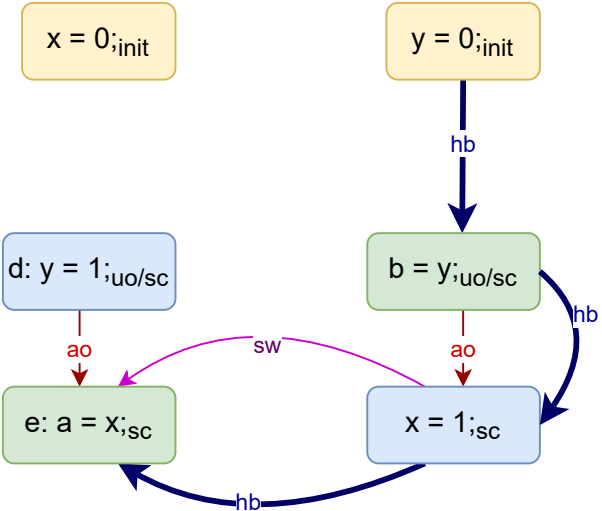 x = 0;init
y = 0;init
hb
d: y = 1;uo/sc
b = y;uo/sc
hb
ao
sw
ao
e: a = x;sc
x = 1;sc
hb